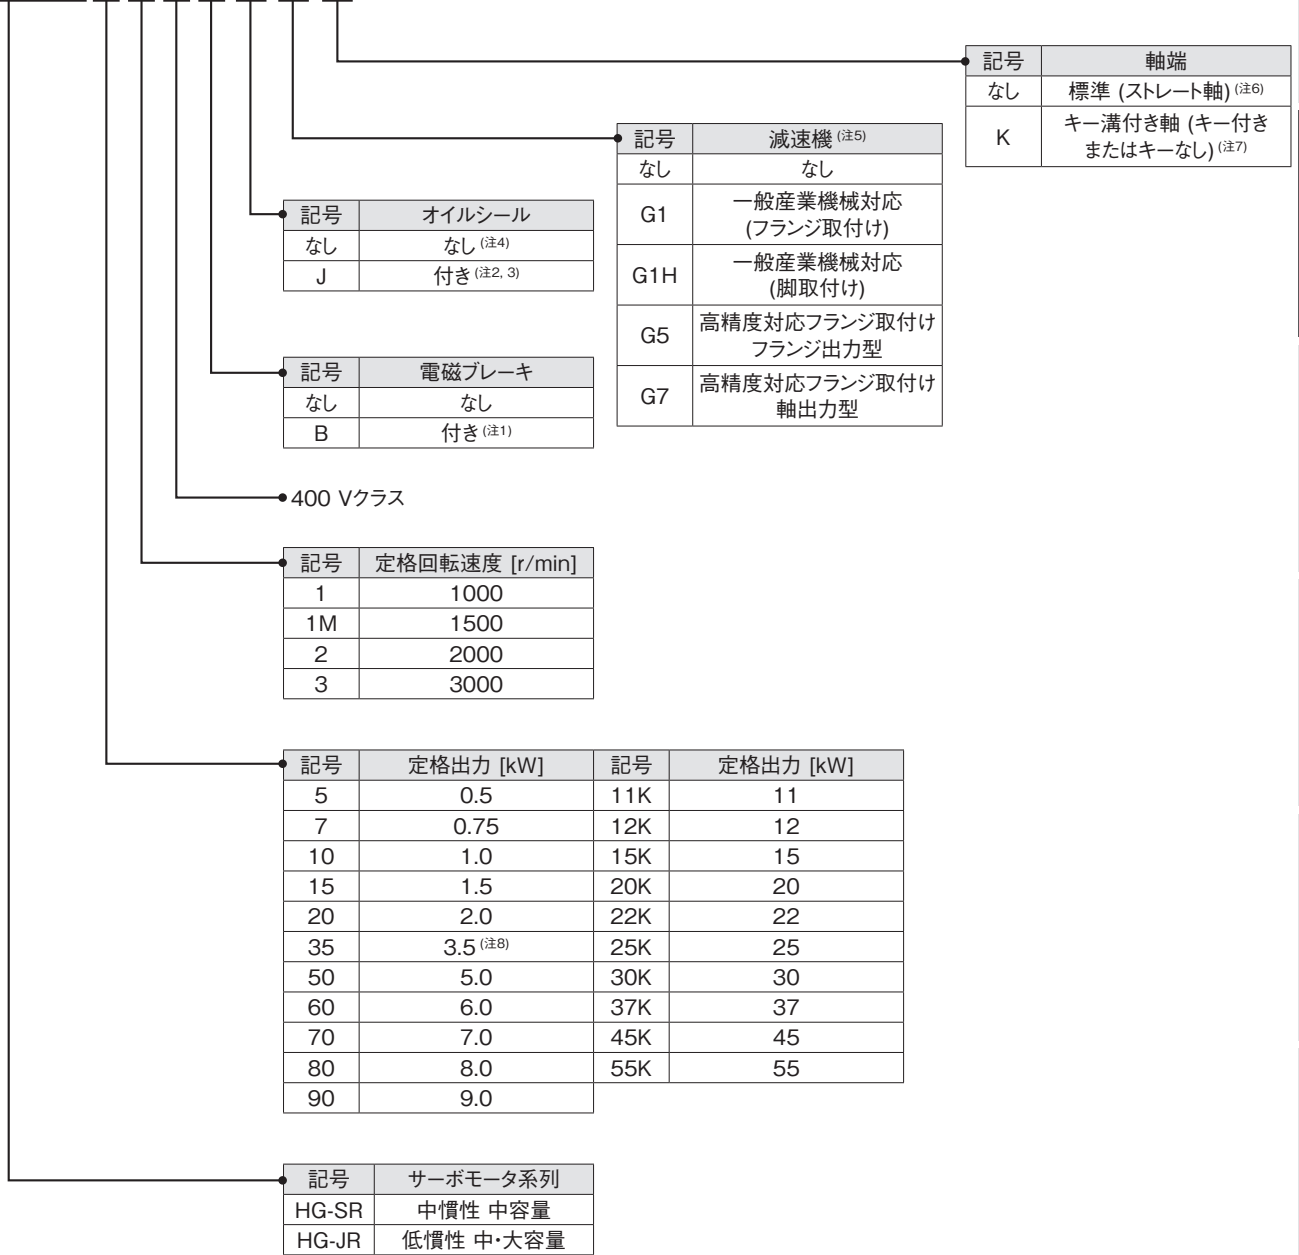 記号 軸端
なし 標準 (ストレート軸) (注6)
K キー溝付き軸 (キー付き
またはキーなし) (注7)
記号 減速機 (注5)
なし なし
G1 一般産業機械対応
(フランジ取付け)
G1H 一般産業機械対応
(脚取付け)
G5 高精度対応フランジ取付け
フランジ出力型
G7 高精度対応フランジ取付け
軸出力型
記号 オイルシール
なし なし (注4)
J 付き (注2, 3)
記号 電磁ブレーキ
なし なし
B 付き (注1)
400 Vクラス
記号 定格回転速度 [r/min]
1 1000
1M 1500
2 2000
3 3000
記号 定格出力 [kW] 記号 定格出力 [kW]
5 0.5 11K 11
7 0.75 12K 12
10 1.0 15K 15
15 1.5 20K 20
20 2.0 22K 22
35 3.5 (注8) 25K 25
50 5.0 30K 30
60 6.0 37K 37
70 7.0 45K 45
80 8.0 55K 55
90 9.0
記号 サーボモータ系列
HG-SR 中慣性 中容量
HG-JR 低慣性 中・大容量